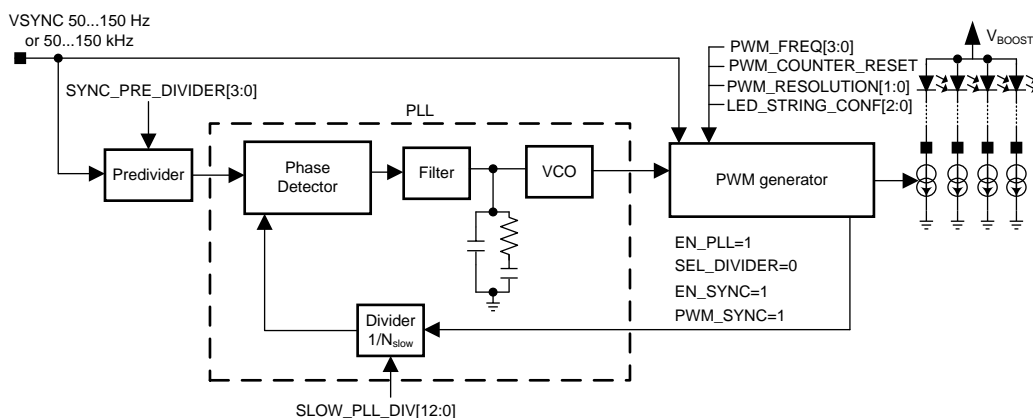 VSYNC 50...150 Hz
or 50...150 kHz
SYNC_PRE_DIVIDER[3:0]
PLL
PWM_FREQ[3:0]
PWM_COUNTER_RESET
PWM_RESOLUTION[1:0]
LED_STRING_CONF[2:0]
VBOOST
Predivider
Phase
Detector
Filter
VCO
PWM generator
EN_PLL=1
SEL_DIVIDER=0
EN_SYNC=1
PWM_SYNC=1
Divider
1/Nslow
SLOW_PLL_DIV[12:0]